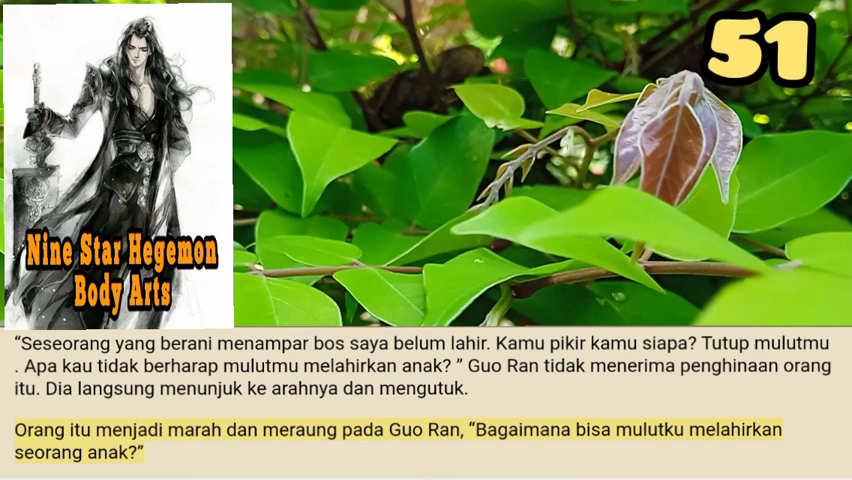 51
Nine Star Hegemon
Body Arts
“Seseorang yang berani menampar bos saya belum lahir. Kamu pikir kamu siapa? Tutup mulutmu
. Apa kau tidak berharap mulutmu melahirkan anak? ” Guo Ran tidak menerima penghinaan orang
itu. Dia langsung menunjuk ke arahnya dan mengutuk.
Orang itu menjadi marah dan meraung pada Guo Ran, “Bagaimana bisa mulutku melahirkan
seorang anak?”